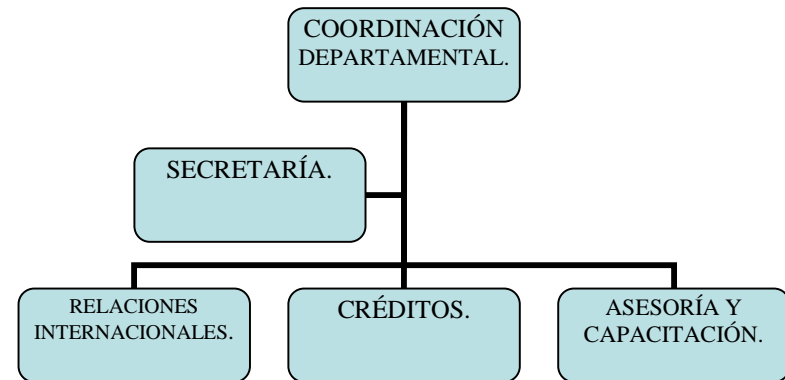 COORDINACIÓN
DEPARTAMENTAL.
SECRETARÍA.
RELACIONES
INTERNACIONALES.
CRÉDITOS.
ASESORÍA Y
CAPACITACIÓN.